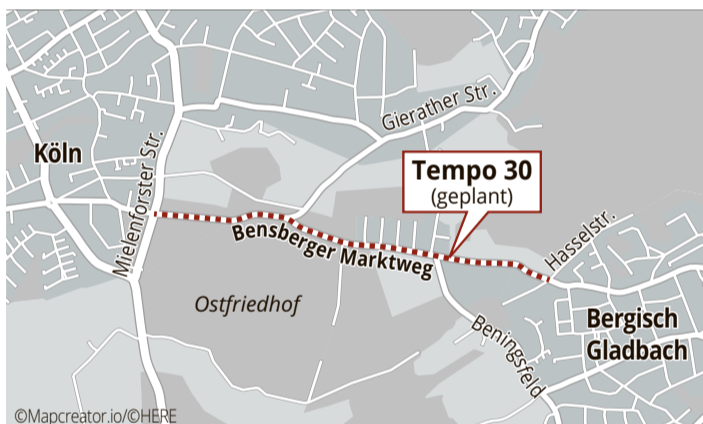 Gierather Str.
Köln
Mielenforster Str.
Tempo 30
(geplant)
Bensberger Marktweg
Hasselstr.
Ostfriedhof
Beningsfeld
Bergisch
Gladbach
©Mapcreator.io/©HERE